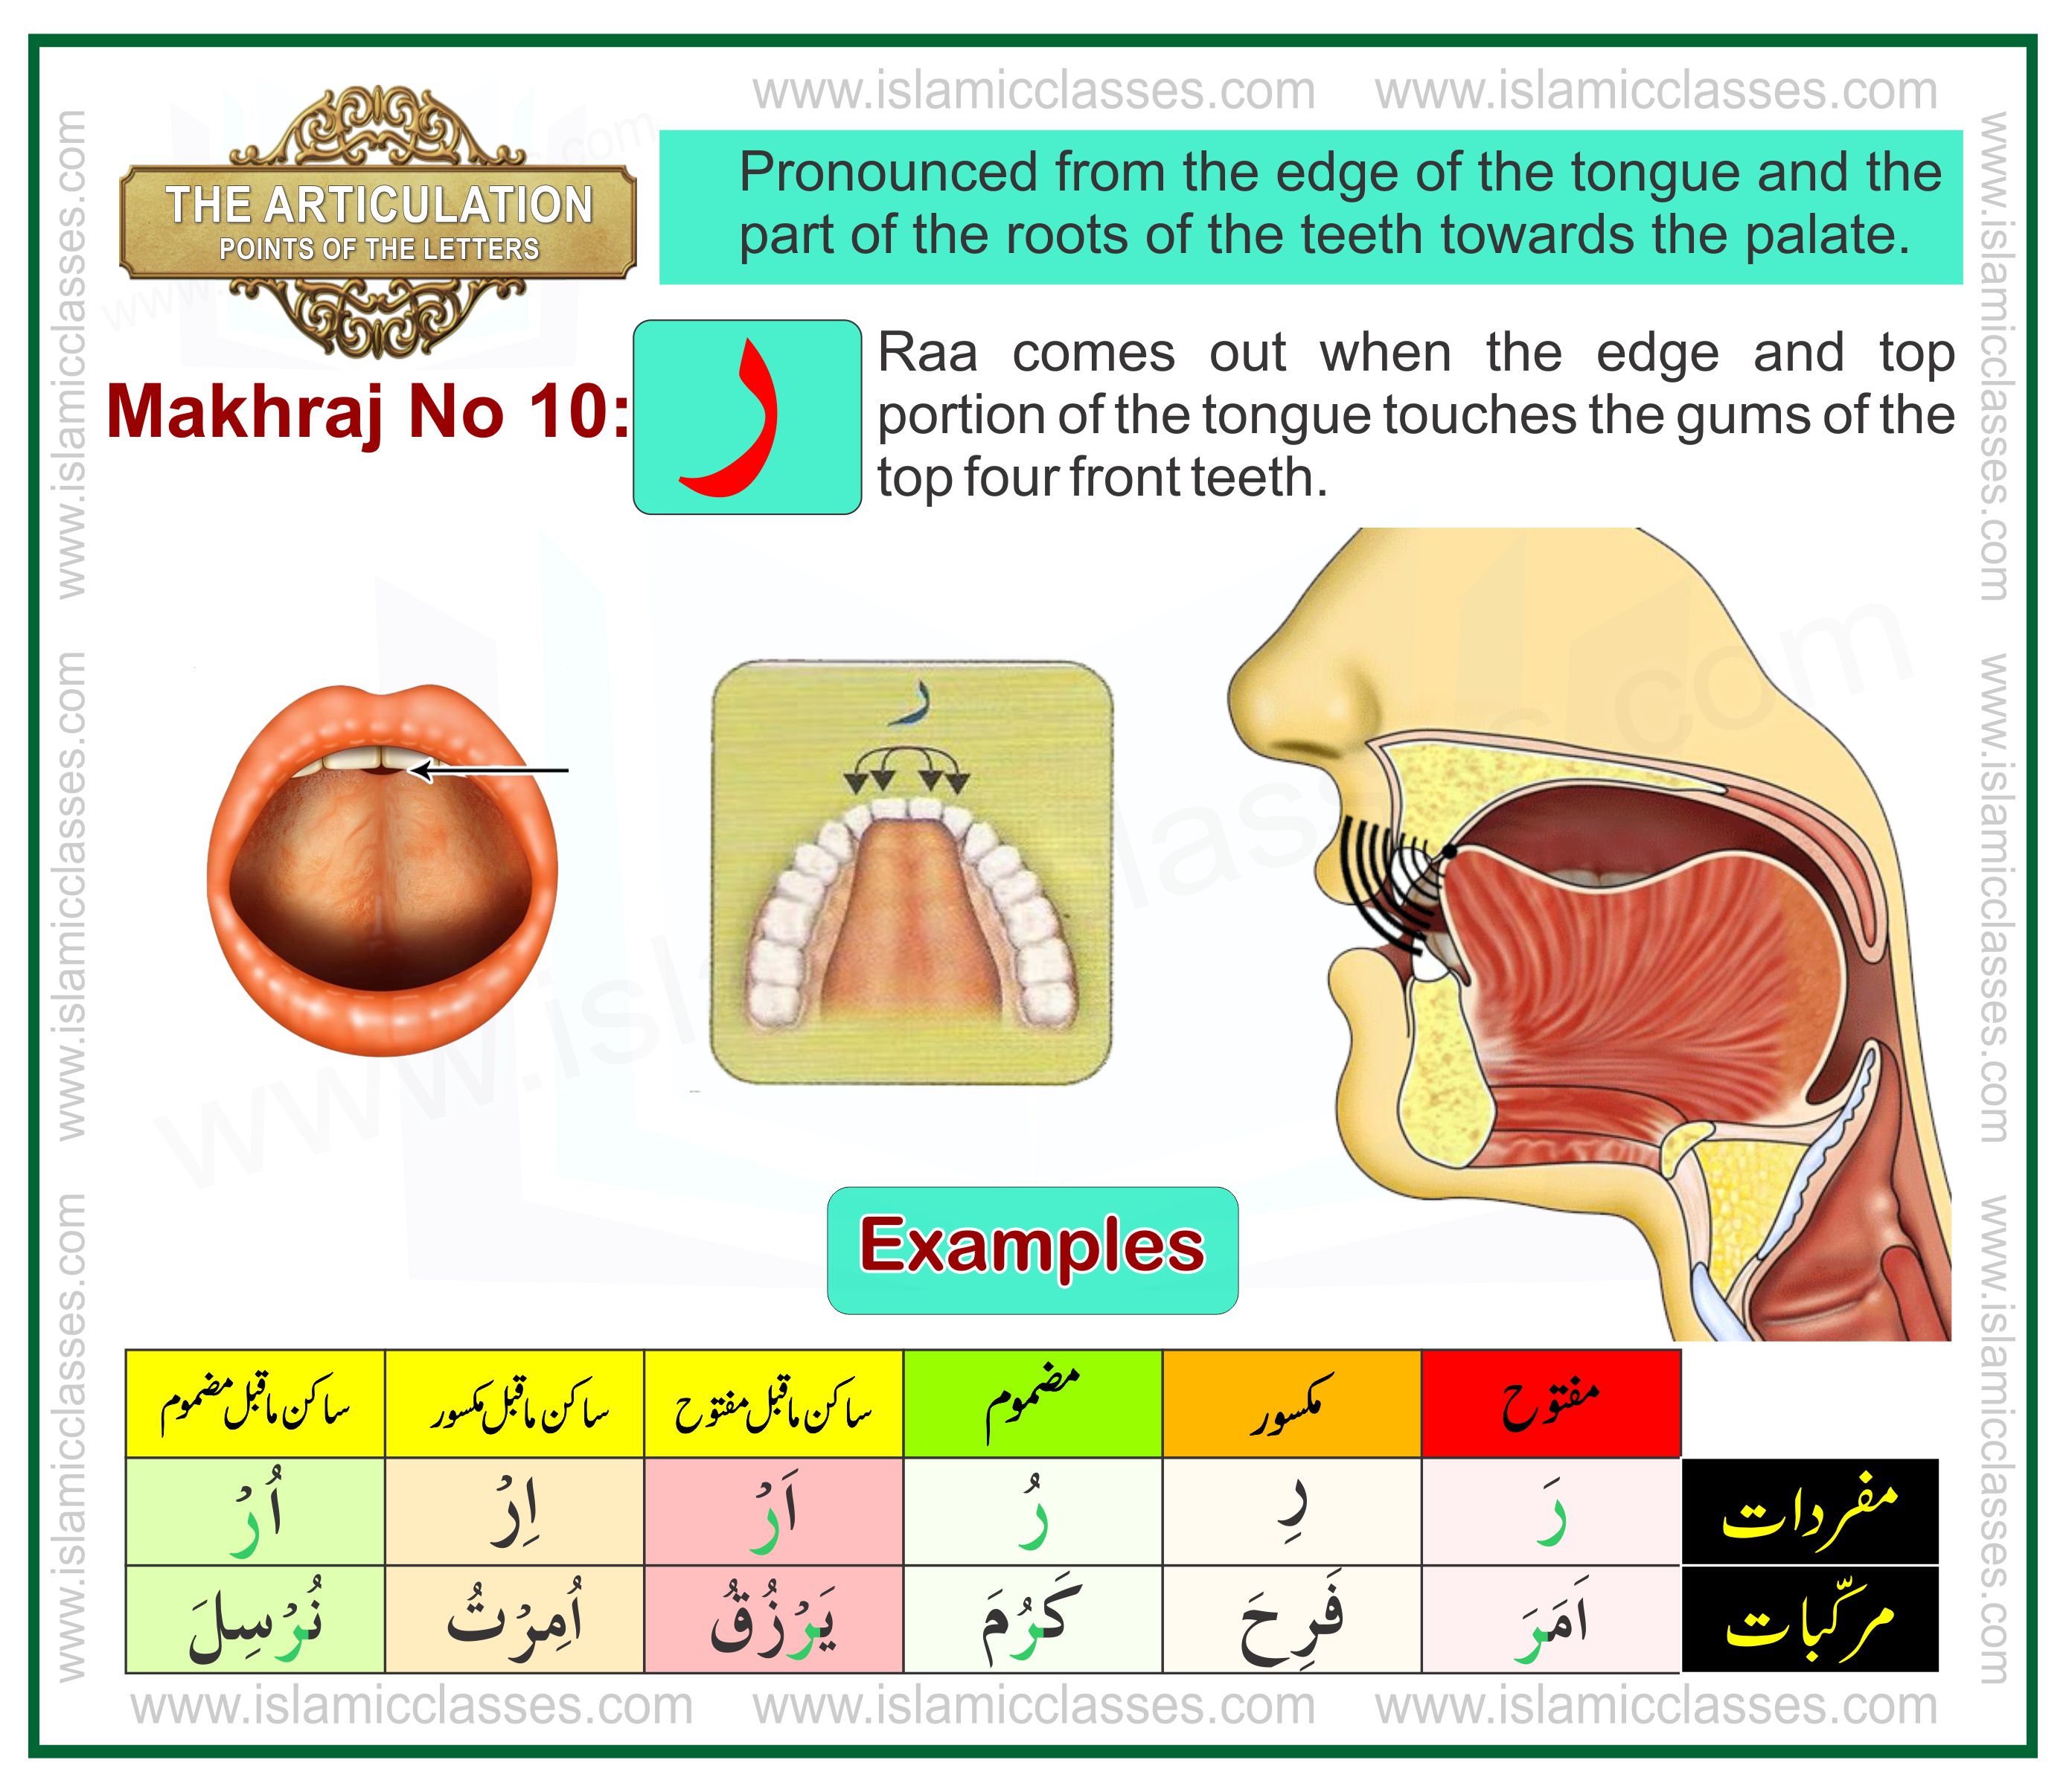 www.islamicclasses.com www.islamicclasses.com
THE ARTICULATION
POINTS OF THE LETTERS
Pronounced from the edge of the tongue and the
part of the roots of the teeth towards the palate.
Makhraj No 10:
ر
Raa comes out when the edge and top
portion of the tongue touches the gums of the
top four front teeth.
ر
Examples
مفتوح مکسور مضموم ساکن ماقبل مفتوح ساکن ماقبل مکسور ساکن ماقبل مضموم
مفردات رَ رِ رُ اَرْ اِرْ اُرْ
مرکّبات اَمَرَ فَرِحَ كَرُمَ يَرْزُقُ اُمِرْتُ نُرْسِلَ
www.islamicclasses.com www.islamicclasses.com www.islamicclasses.com
www.islamicclasses.com www.islamicclasses.com www.islamicclasses.com
www.islamicclasses.com www.islamicclasses.com www.islamicclasses.com
www.islamicclasses.com